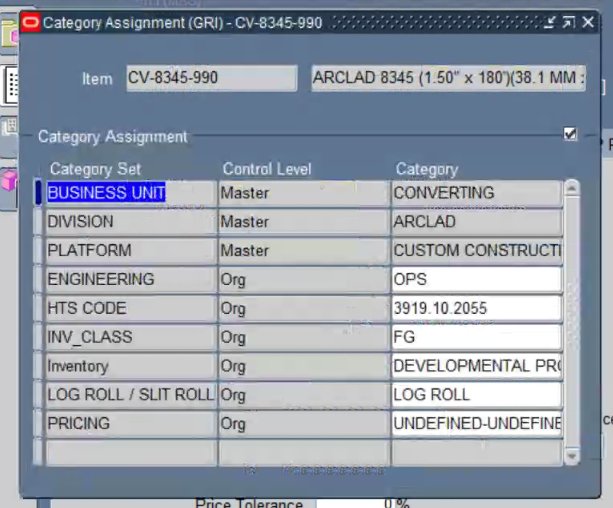 Category Assignment (GRI) - CV-8345-990
Item CV-8345-990 ARCLAD 8345 (1.50" x 180')(38.1 MM :
Category Assignment
Category Set Control Level Category
BUSINESS UNIT Master CONVERTING
DIVISION Master ARCLAD
PLATFORM Master CUSTOM CONSTRUCTI
ENGINEERING Org OPS
HTS CODE Org 3919.10.2055
INV_CLASS Org FG
Inventory Org DEVELOPMENTAL PRO
LOG ROLL / SLIT ROLL Org LOG ROLL
PRICING Org UNDEFINED-UNDEFINE
Price Tolerance 0 %